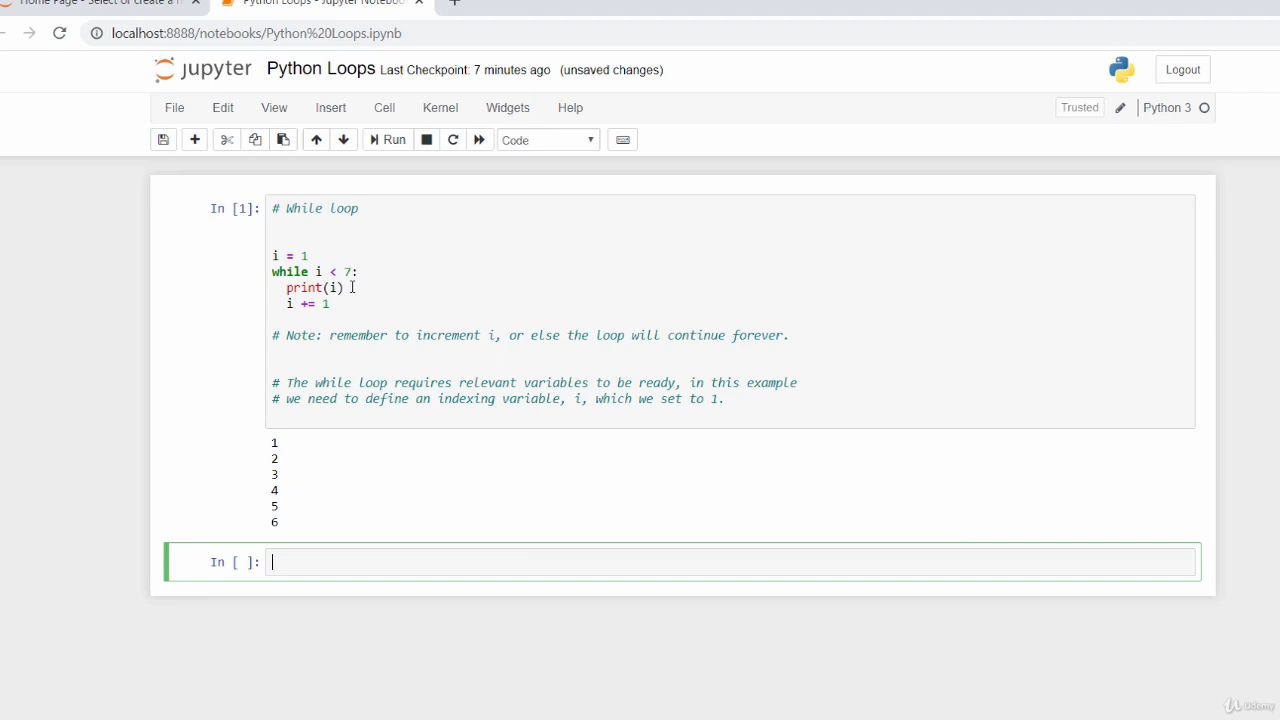 Home Page - Select or create a n
Python Loops - Jupyter Notebook
localhost:8888/notebooks/Python%20Loops.ipynb
jupyter Python Loops Last Checkpoint: 7 minutes ago (unsaved changes)
Logout
File Edit View Insert Cell Kernel Widgets Help
Trusted Python 3
Run Code
In [1]: # While loop
i = 1
while i < 7:
  print(i)
  i += 1
# Note: remember to increment i, or else the loop will continue forever.
# The while loop requires relevant variables to be ready, in this example
# we need to define an indexing variable, i, which we set to 1.
1
2
3
4
5
6
In [ ]:
Udemy